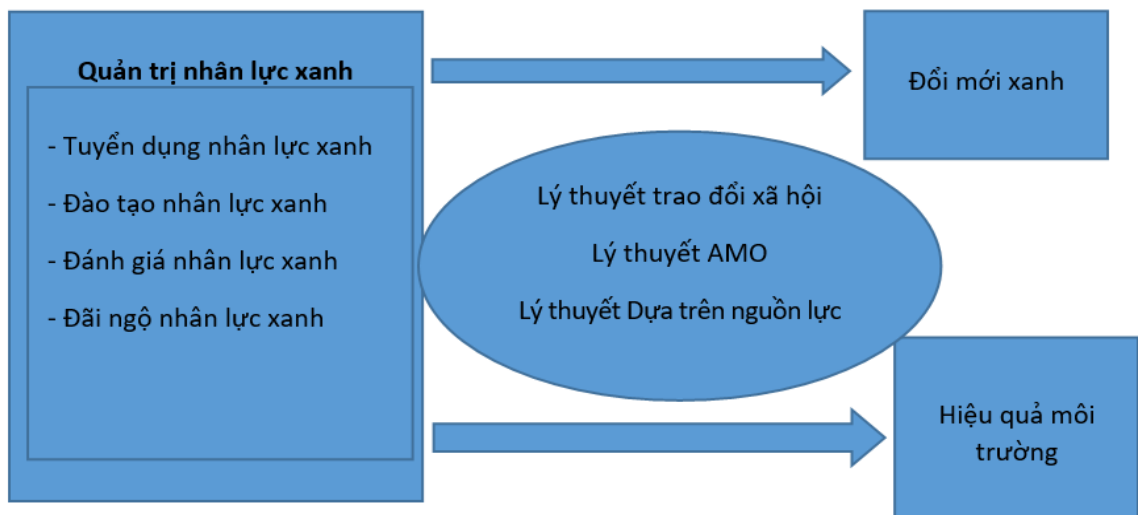 Quản trị nhân lực xanh
- Tuyển dụng nhân lực xanh
- Đào tạo nhân lực xanh
- Đánh giá nhân lực xanh
- Đãi ngộ nhân lực xanh
Lý thuyết trao đổi xã hội
Lý thuyết AMO
Lý thuyết Dựa trên nguồn lực
Đổi mới xanh
Hiệu quả môi
trường